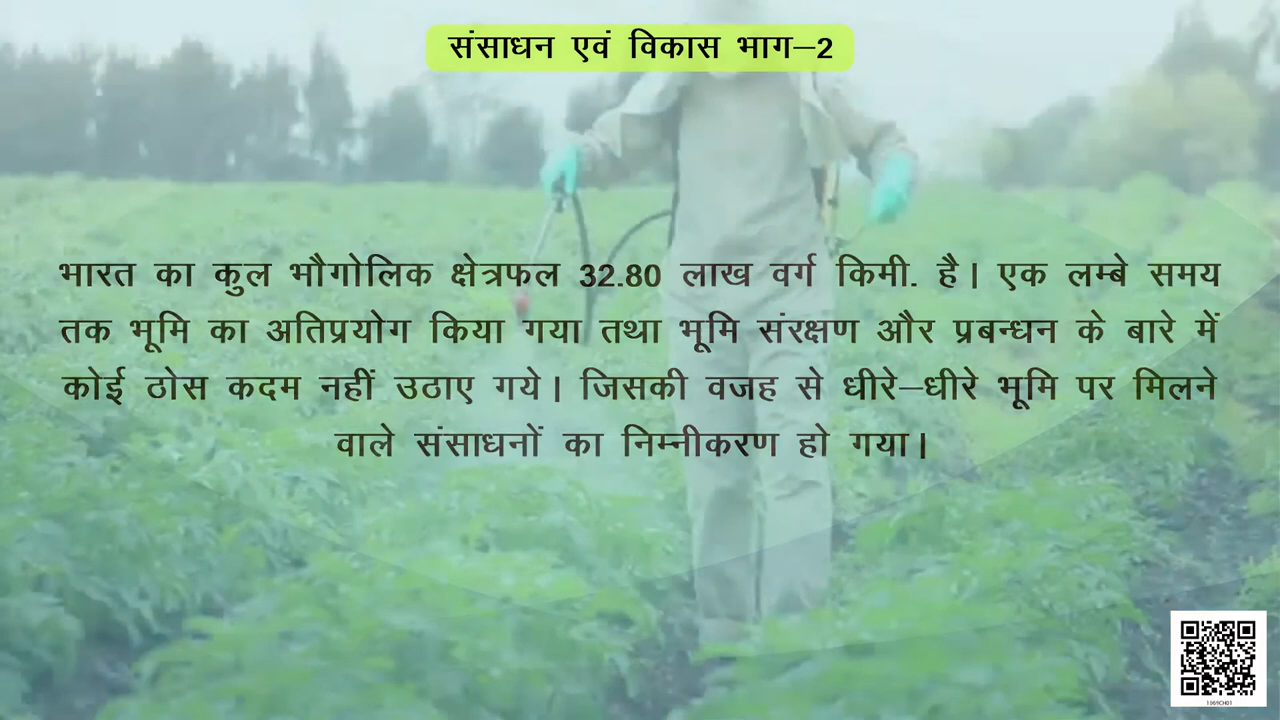 संसाधन एवं विकास भाग–2
भारत का कुल भौगोलिक क्षेत्रफल 32.80 लाख वर्ग किमी. है। एक लम्बे समय
तक भूमि का अतिप्रयोग किया गया तथा भूमि संरक्षण और प्रबन्धन के बारे में
कोई ठोस कदम नहीं उठाए गये। जिसकी वजह से धीरे–धीरे भूमि पर मिलने
वाले संसाधनों का निम्नीकरण हो गया।
1065CH01